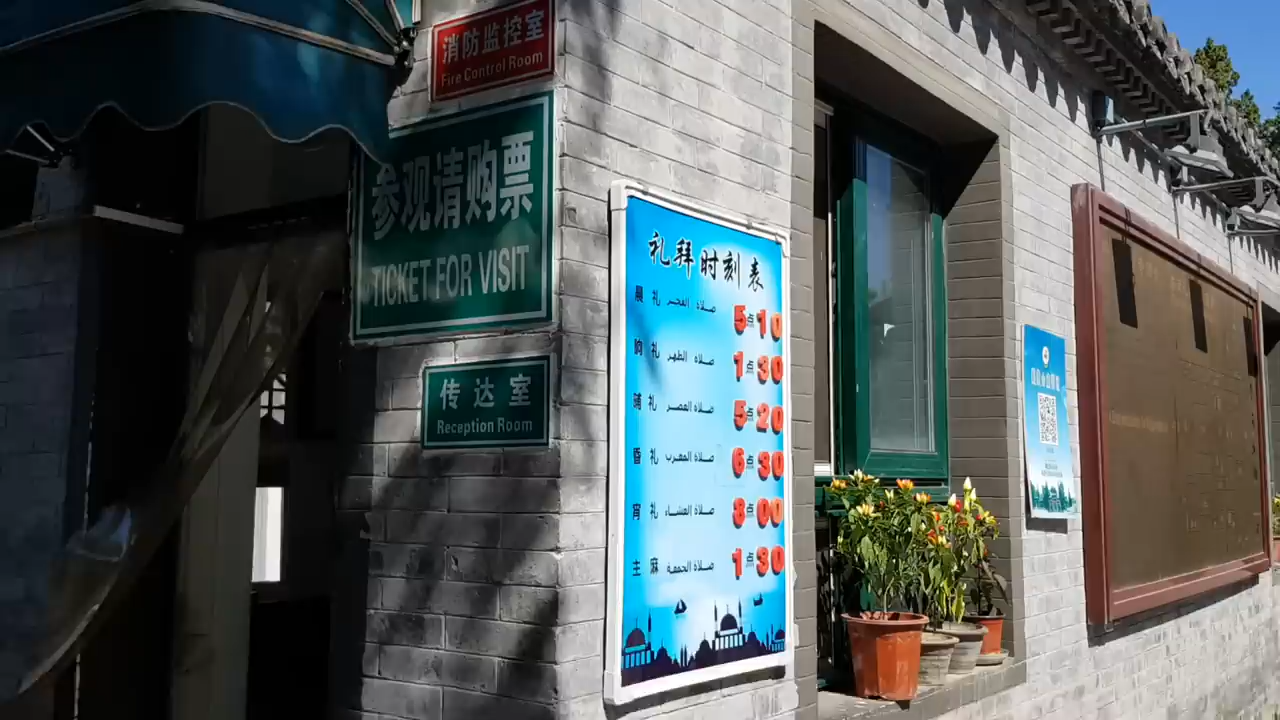 消防监控室
Fire Control Room
参观请购票
TICKET FOR VISIT
传达室
Reception Room
礼拜时刻表
晨礼 صلاة الفجر 5点10
晌礼 صلاة الظهر 1点30
晡礼 صلاة العصر 5点20
昏礼 صلاة المغرب 6点30
宵礼 صلاة العشاء 8点00
主麻 صلاة الجمعة 1点30